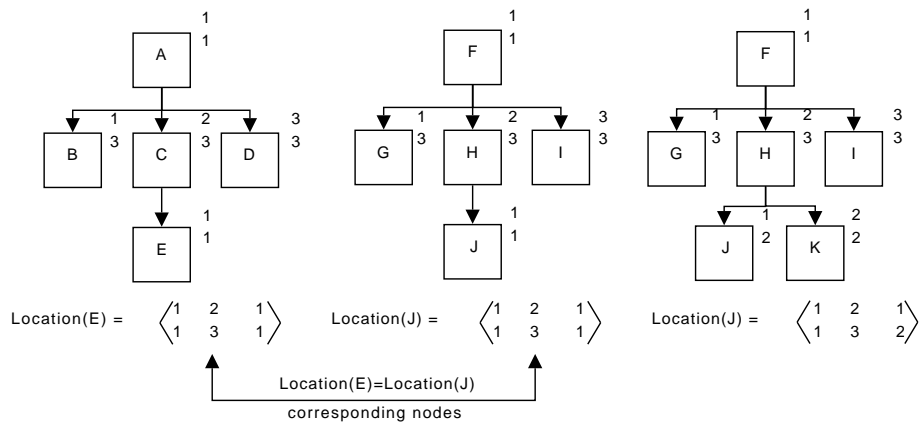 1 1 1
1 1 1
A F F
1 2 3 1 2 3 1 2 3
3 3 3 3 3 3 3 3 3
B C D G H I G H I
1 1 1 2
1 1 2 2
E J J K
Location(E) = 〈 1 2 1 〉 Location(J) = 〈 1 2 1 〉 Location(J) = 〈 1 2 1 〉
1 3 1 1 3 1 1 3 2
Location(E)=Location(J)
corresponding nodes